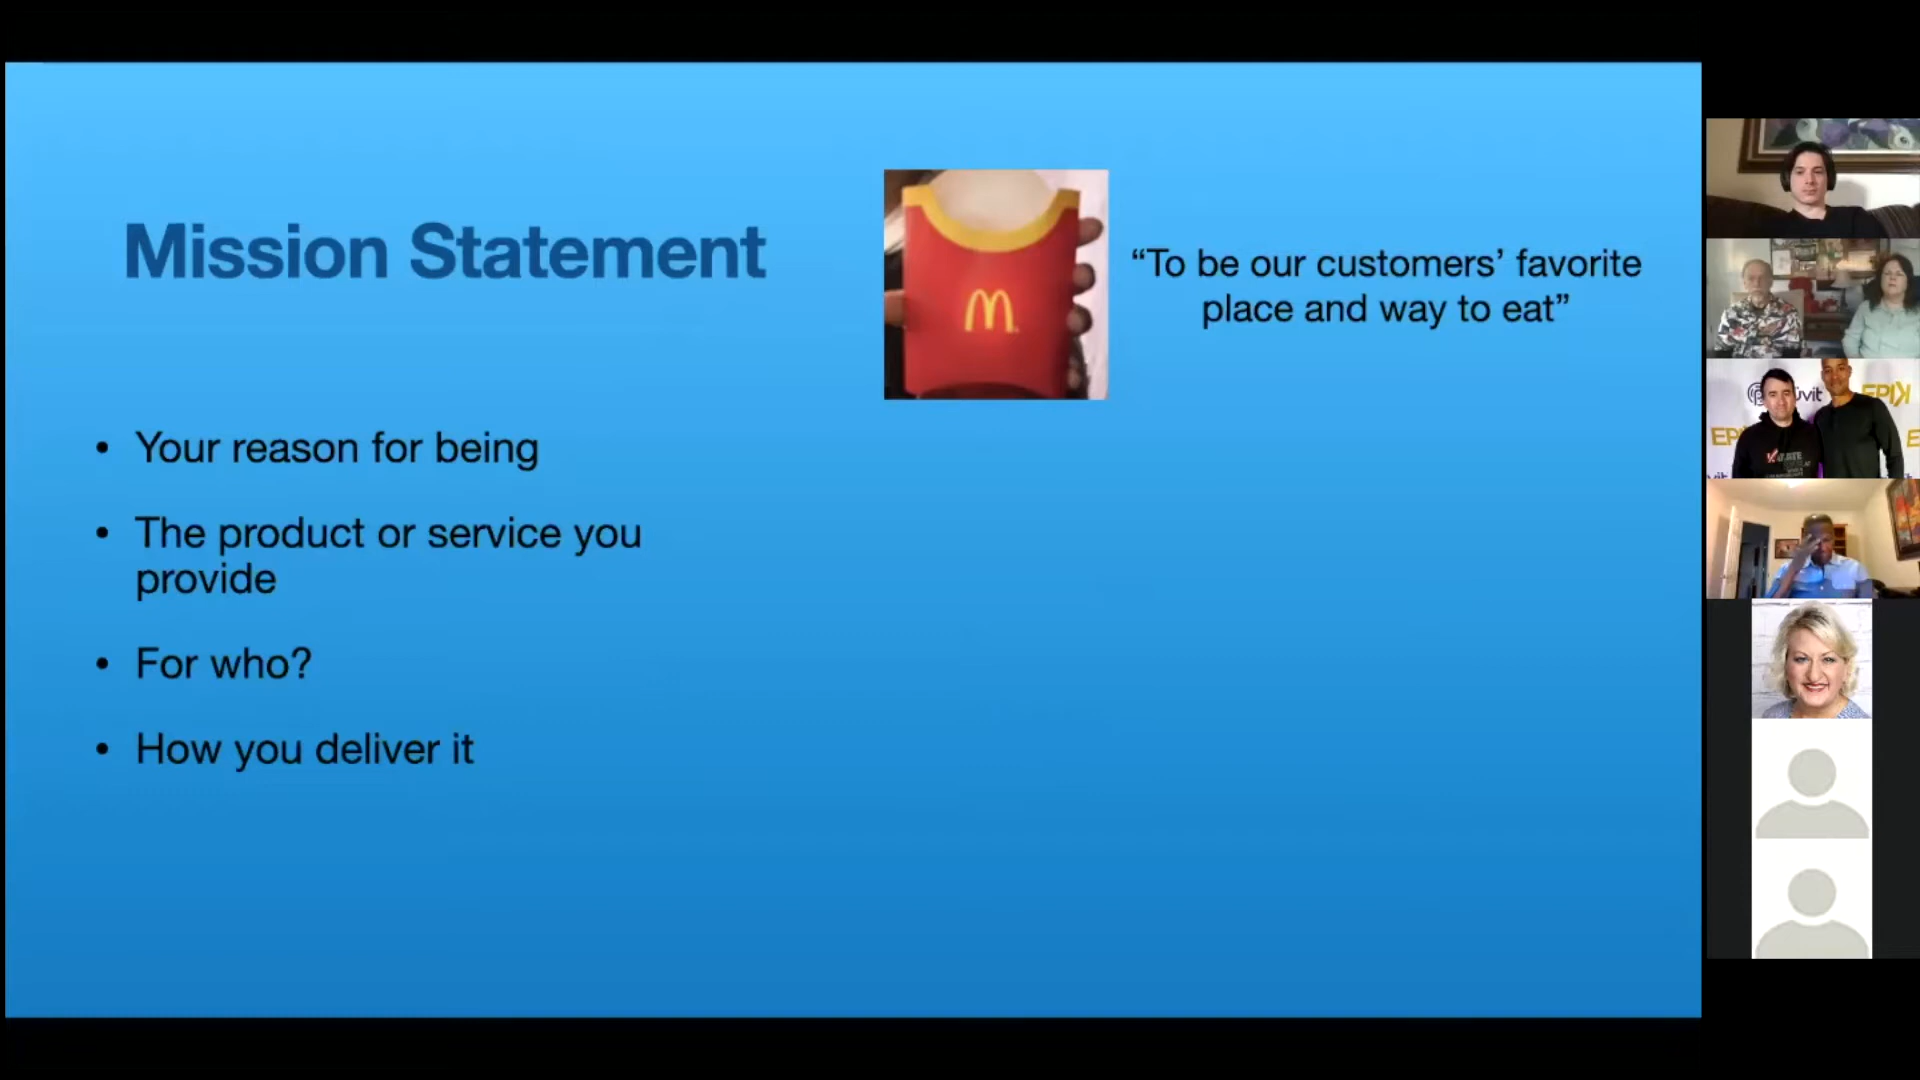 Mission Statement
“To be our customers’ favorite
place and way to eat”
• Your reason for being
• The product or service you
provide
• For who?
• How you deliver it
EPIK